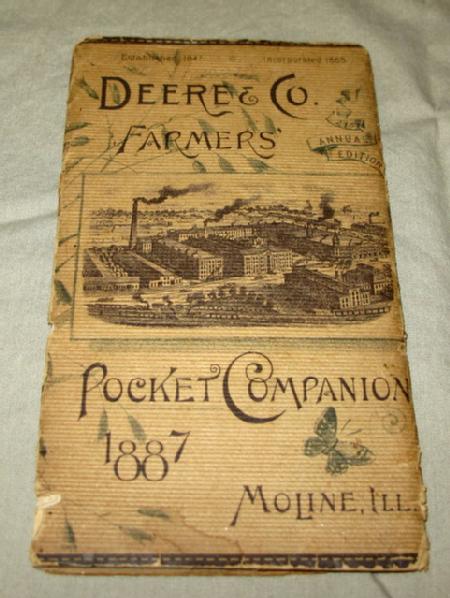 Established 1847 Incorporated 1868
DEERE & CO.
FARMERS'
ANNUAL
EDITION
POCKET COMPANION
1887
MOLINE, ILL.